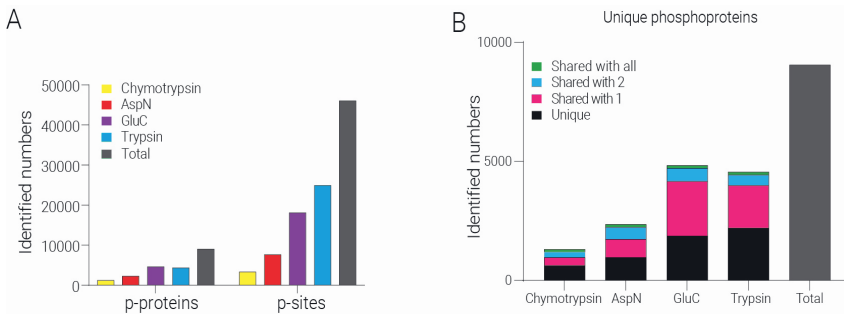 A
Identified numbers
50000
40000
30000
20000
10000
0
Chymotrypsin
AspN
GluC
Trypsin
Total
p-proteins
p-sites
B
Unique phosphoproteins
Identified numbers
10000
5000
0
Shared with all
Shared with 2
Shared with 1
Unique
Chymotrypsin
AspN
GluC
Trypsin
Total